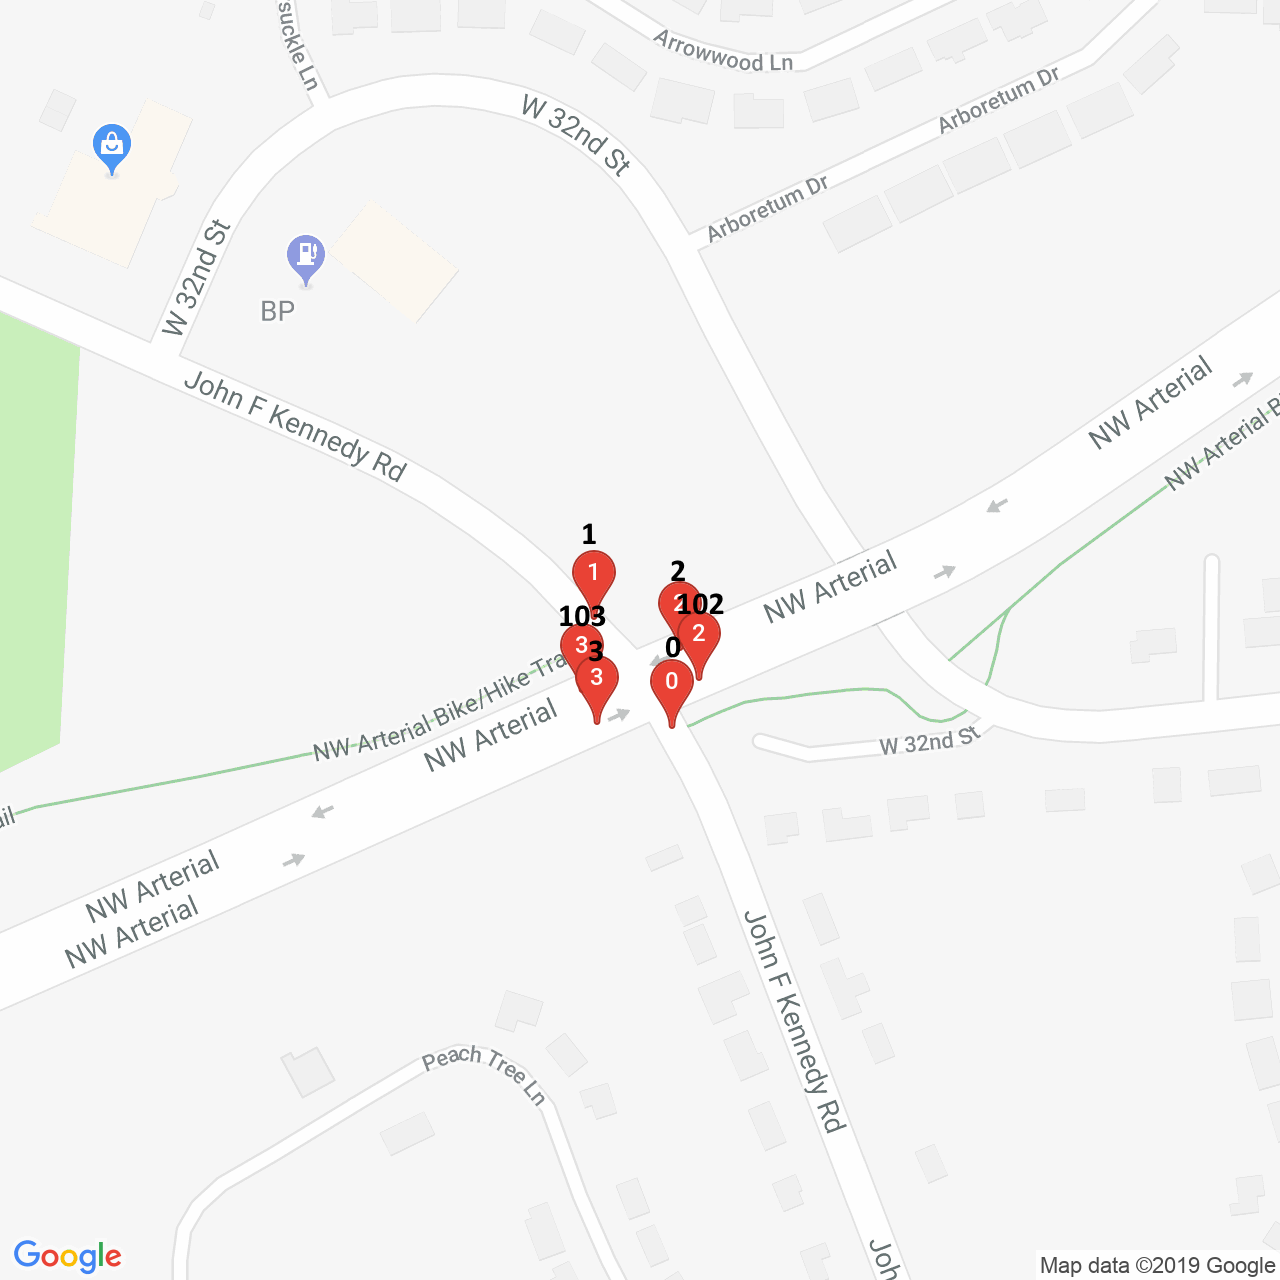 suckle Ln
Arrowwood Ln
W 32nd St
Arboretum Dr
Arboretum Dr
W 32nd St
BP
John F Kennedy Rd
NW Arterial
NW Arterial B
1
1
2
2
NW Arterial
103
102
3
2
3
0
3
0
NW Arterial Bike/Hike Tra
NW Arterial
W 32nd St
ail
NW Arterial
NW Arterial
John F Kennedy Rd
Peach Tree Ln
Joh
Google
Map data ©2019 Google